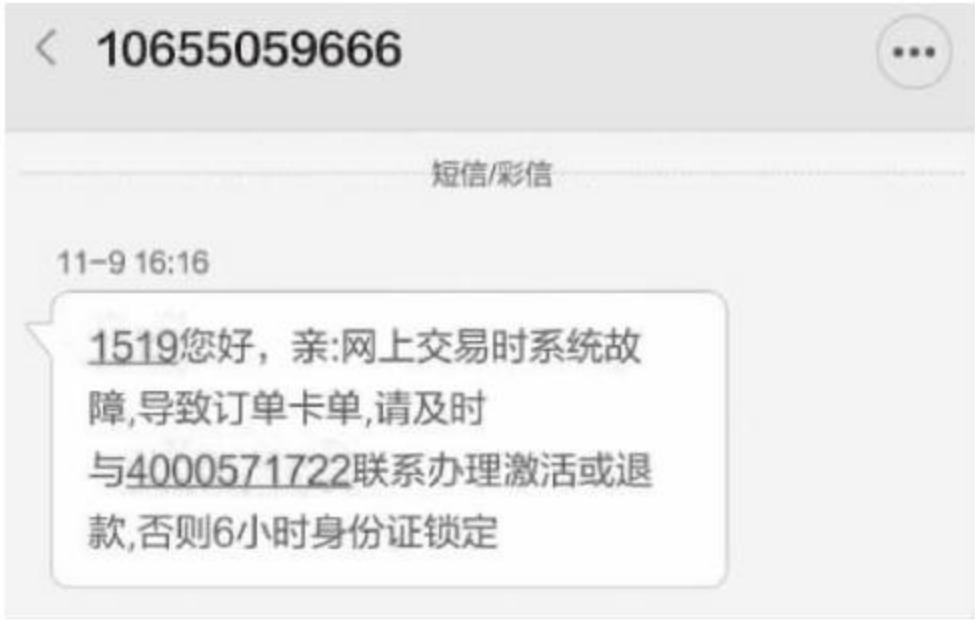 10655059666
短信/彩信
11-9 16:16
1519您好，亲:网上交易时系统故
障,导致订单卡单,请及时
与4000571722联系办理激活或退
款,否则6小时身份证锁定